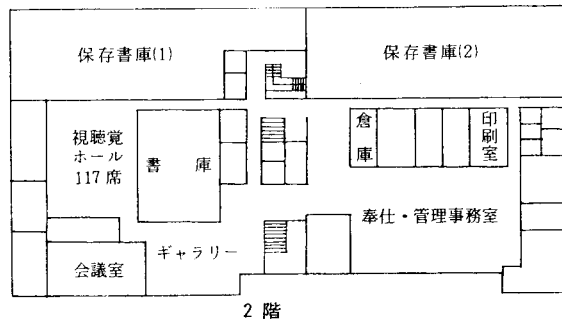 保存書庫(1)
保存書庫(2)
視聴覚
ホール
117席
書庫
倉庫
印刷室
奉仕・管理事務室
ギャラリー
会議室
2階